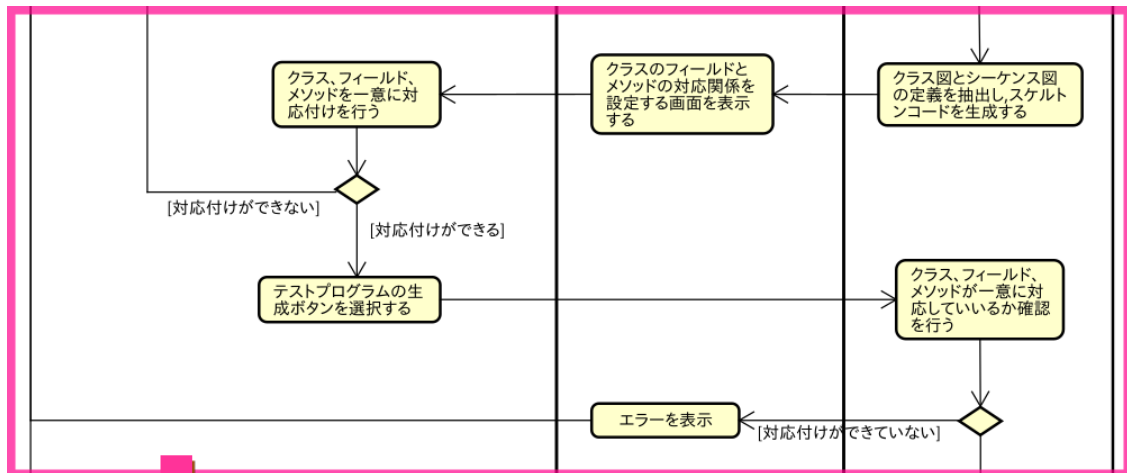 クラス、フィールド、
メソッドを一意に対
応付けを行う
クラスのフィールドと
メソッドの対応関係を
設定する画面を表示
する
クラス図とシーケンス図
の定義を抽出し,スケルト
ンコードを生成する
[対応付けができない]
[対応付けができる]
テストプログラムの生
成ボタンを選択する
クラス、フィールド、
メソッドが一意に対
応していいるか確認
を行う
エラーを表示
[対応付けができていない]